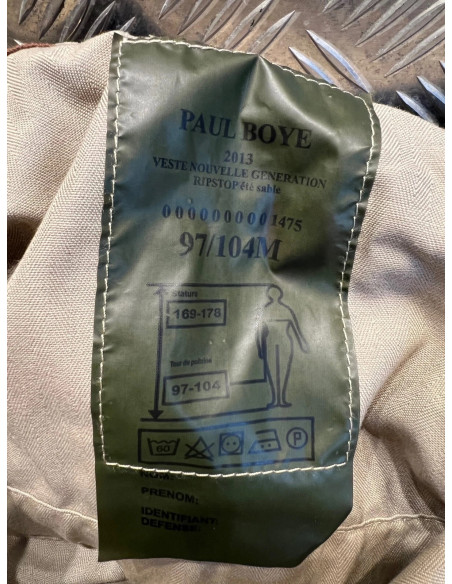 PAUL BOYE
2013
VESTE NOUVELLE GENERATION
RIPSTOP été sable
0000000001475
97/104M
Stature
169-178
Tour de poitrine
97-104
60
P
NOM:
PRENOM:
IDENTIFIANT
DEFENSE: